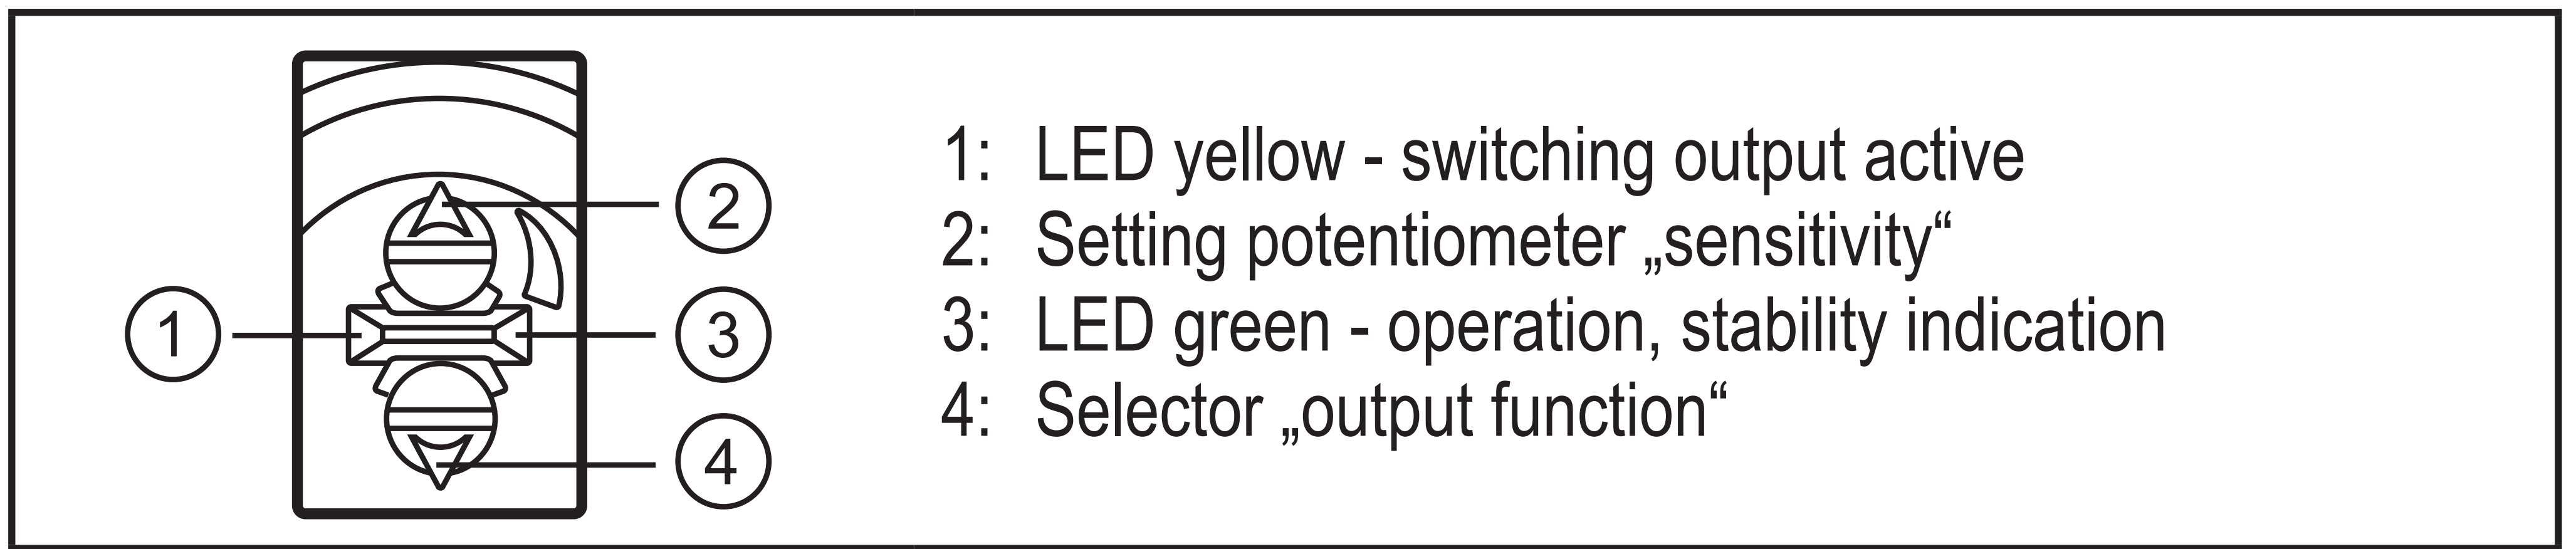 2
1
3
4
1: LED yellow - switching output active
2: Setting potentiometer „sensitivity“
3: LED green - operation, stability indication
4: Selector „output function“